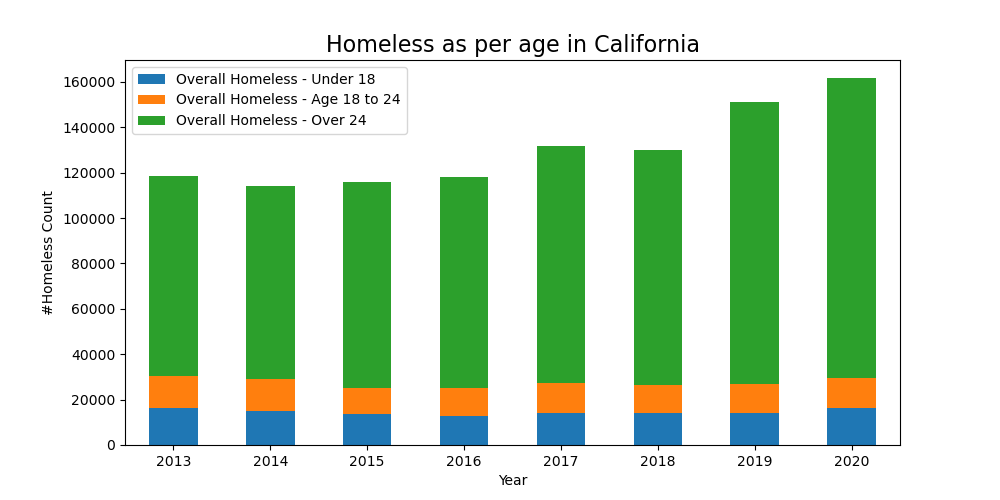 Homeless as per age in California
Overall Homeless - Under 18
Overall Homeless - Age 18 to 24
Overall Homeless - Over 24
160000
140000
120000
100000
80000
60000
40000
20000
0
#Homeless Count
2013 2014 2015 2016 2017 2018 2019 2020
Year